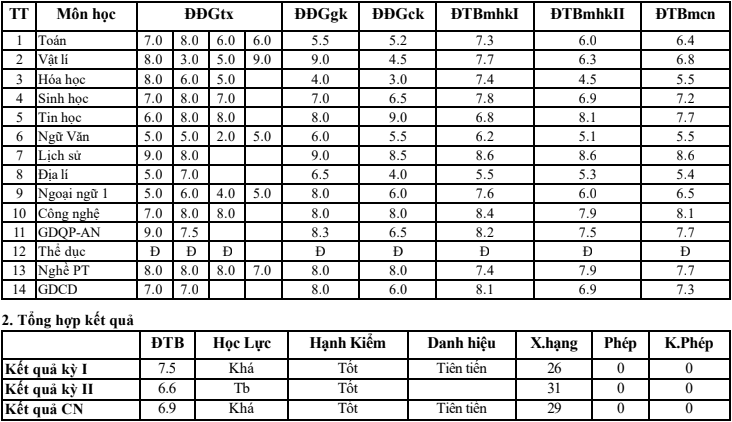 TT Môn học ĐĐGtx ĐĐGgk ĐĐGck ĐTBmhkI ĐTBmhkII ĐTBmcn
1 Toán 7.0 8.0 6.0 6.0 5.5 5.2 7.3 6.0 6.4
2 Vật lí 8.0 3.0 5.0 9.0 9.0 4.5 7.7 6.3 6.8
3 Hóa học 8.0 6.0 5.0 4.0 3.0 7.4 4.5 5.5
4 Sinh học 7.0 8.0 7.0 7.0 6.5 7.8 6.9 7.2
5 Tin học 6.0 8.0 8.0 8.0 9.0 6.8 8.1 7.7
6 Ngữ Văn 5.0 5.0 2.0 5.0 6.0 5.5 6.2 5.1 5.5
7 Lịch sử 9.0 8.0 9.0 8.5 8.6 8.6 8.6
8 Địa lí 5.0 7.0 6.5 4.0 5.5 5.3 5.4
9 Ngoại ngữ 1 5.0 6.0 4.0 5.0 8.0 6.0 7.6 6.0 6.5
10 Công nghệ 7.0 8.0 8.0 8.0 8.0 8.4 7.9 8.1
11 GDQP-AN 9.0 7.5 8.3 6.5 8.2 7.5 7.7
12 Thể dục Đ Đ Đ Đ Đ Đ Đ Đ
13 Nghề PT 8.0 8.0 8.0 7.0 8.0 8.0 7.4 7.9 7.7
14 GDCD 7.0 7.0 8.0 6.0 8.1 6.9 7.3
2. Tổng hợp kết quả
ĐTB Học Lực Hạnh Kiểm Danh hiệu X.hạng Phép K.Phép
Kết quả kỳ I 7.5 Khá Tốt Tiên tiến 26 0 0
Kết quả kỳ II 6.6 Tb Tốt 31 0 0
Kết quả CN 6.9 Khá Tốt Tiên tiến 29 0 0